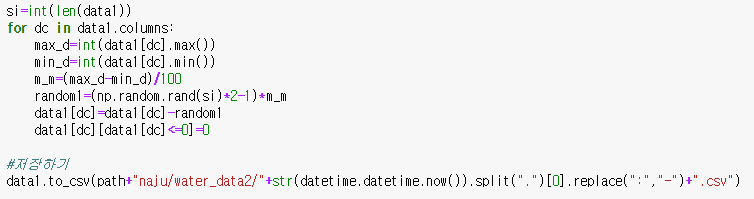 si=int(len(data1))
for dc in data1.columns:
    max_d=int(data1[dc].max())
    min_d=int(data1[dc].min())
    m_m=(max_d-min_d)/100
    random1=(np.random.rand(si)*2-1)*m_m
    data1[dc]=data1[dc]-random1
    data1[dc][data1[dc]<=0]=0

#저장하기
data1.to_csv(path+"naju/water_data2/"+str(datetime.datetime.now()).split(".")[0].replace(":","-")+".csv")